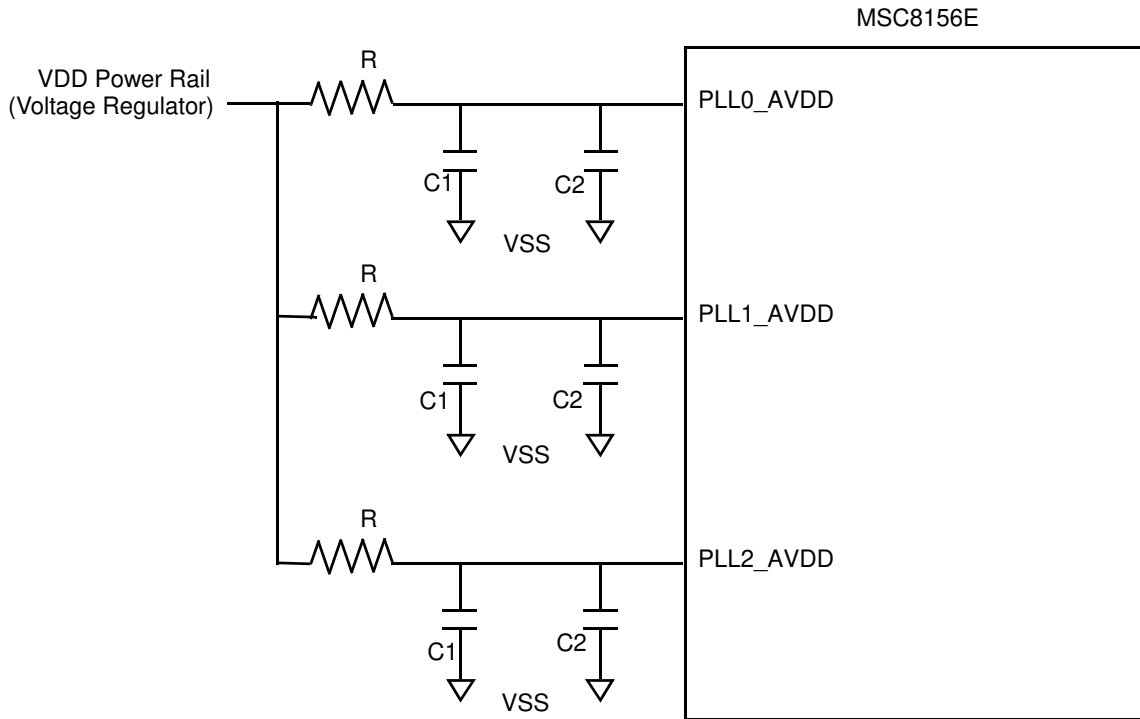 MSC8156E
R
VDD Power Rail
(Voltage Regulator)
PLL0_AVDD
C1
C2
VSS
R
PLL1_AVDD
C1
C2
VSS
R
PLL2_AVDD
C1
C2
VSS